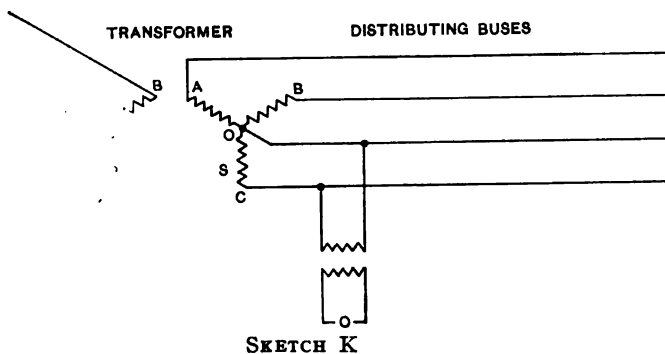 TRANSFORMER DISTRIBUTING BUSES
B A B
O
S
C
O
SKETCH K